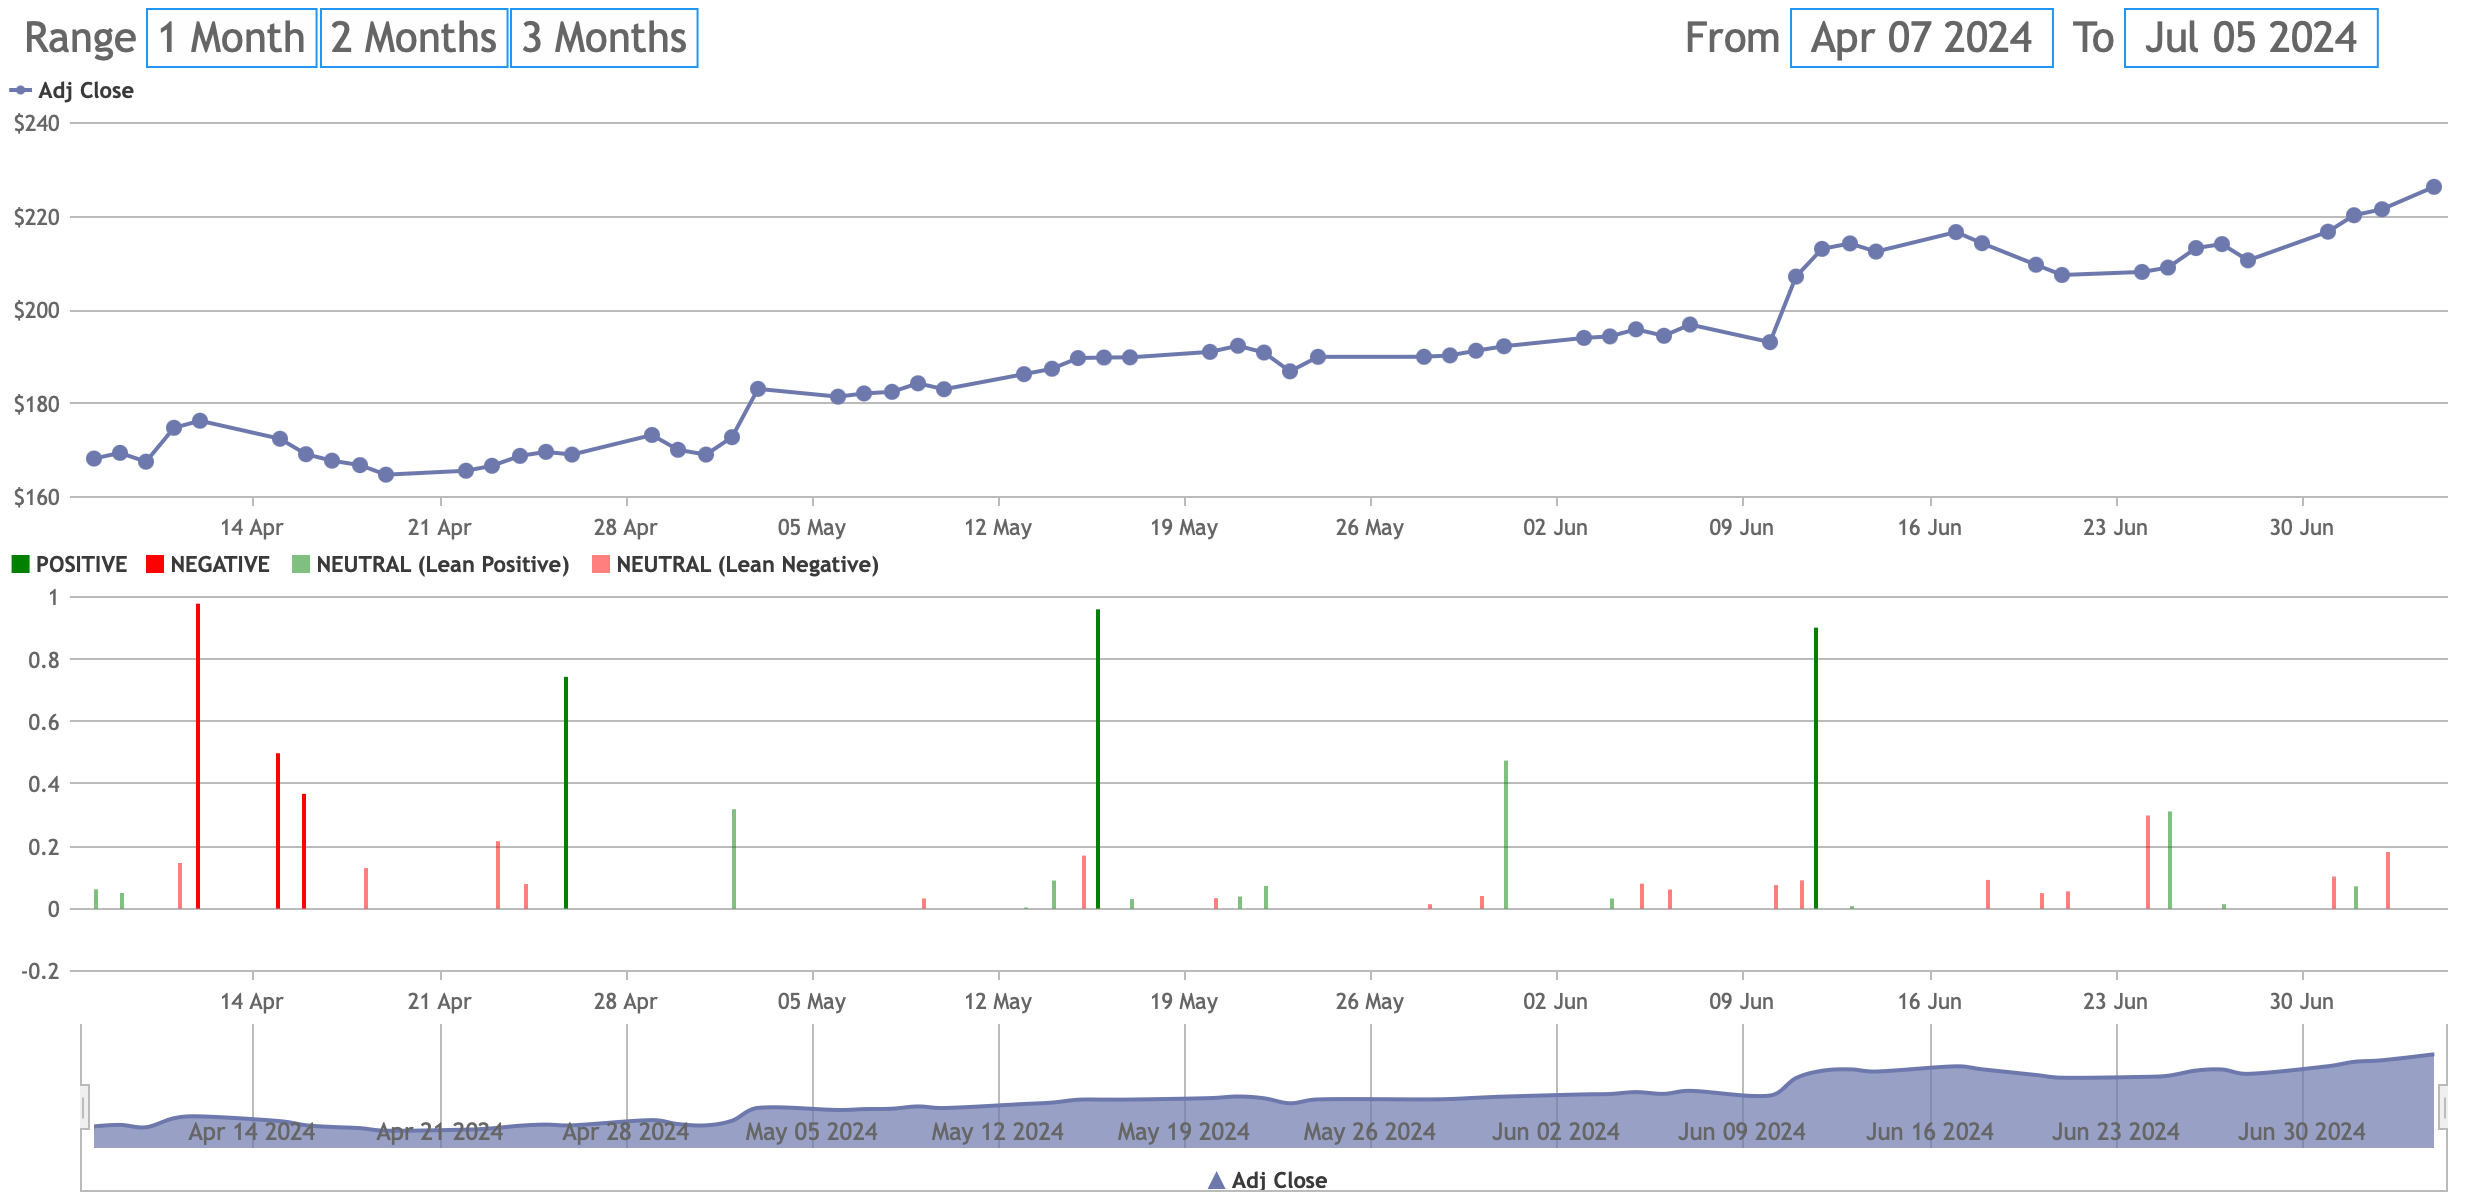 Range 1 Month 2 Months 3 Months From Apr 07 2024 To Jul 05 2024
Adj Close
$240
$220
$200
$180
$160
14 Apr 21 Apr 28 Apr 05 May 12 May 19 May 26 May 02 Jun 09 Jun 16 Jun 23 Jun 30 Jun
POSITIVE NEGATIVE NEUTRAL (Lean Positive) NEUTRAL (Lean Negative)
1
0.8
0.6
0.4
0.2
0
-0.2
14 Apr 21 Apr 28 Apr 05 May 12 May 19 May 26 May 02 Jun 09 Jun 16 Jun 23 Jun 30 Jun
Apr 14 2024 Apr 21 2024 Apr 28 2024 May 05 2024 May 12 2024 May 19 2024 May 26 2024 Jun 02 2024 Jun 09 2024 Jun 16 2024 Jun 23 2024 Jun 30 2024
Adj Close